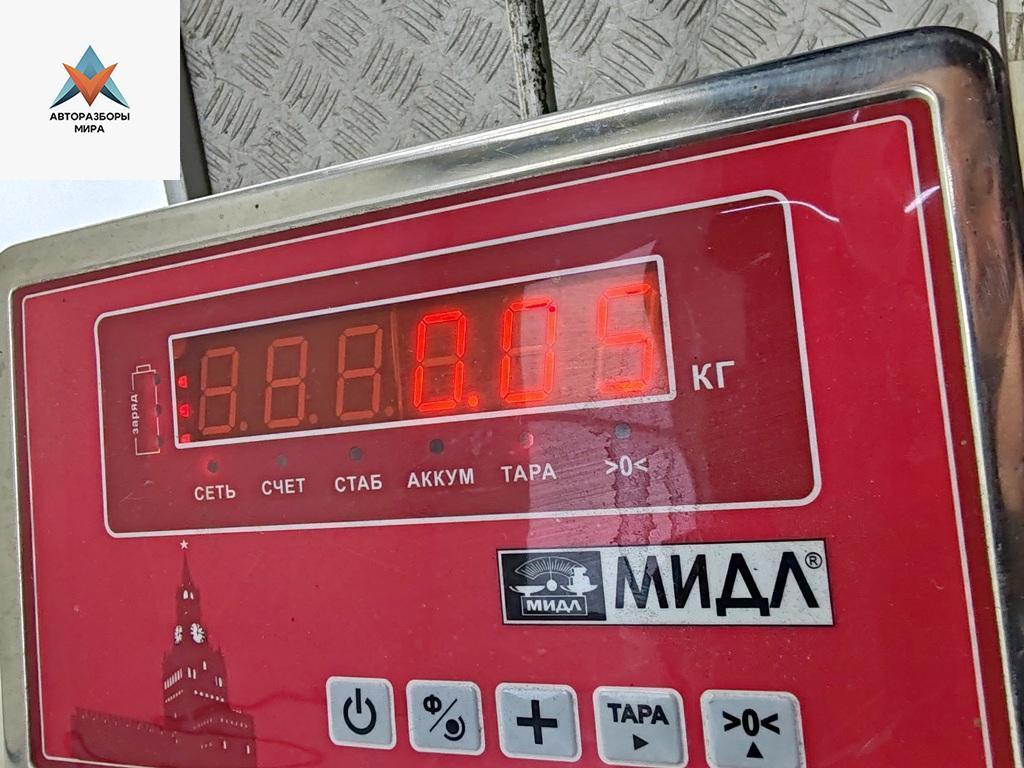 АВТОРАЗБОРЫ
МИРА
0.05
КГ
заряд
СЕТЬ СЧЕТ СТАБ АККУМ ТАРА >0<
МИДЛ МИДЛ®
Ф/
+
ТАРА
>0<